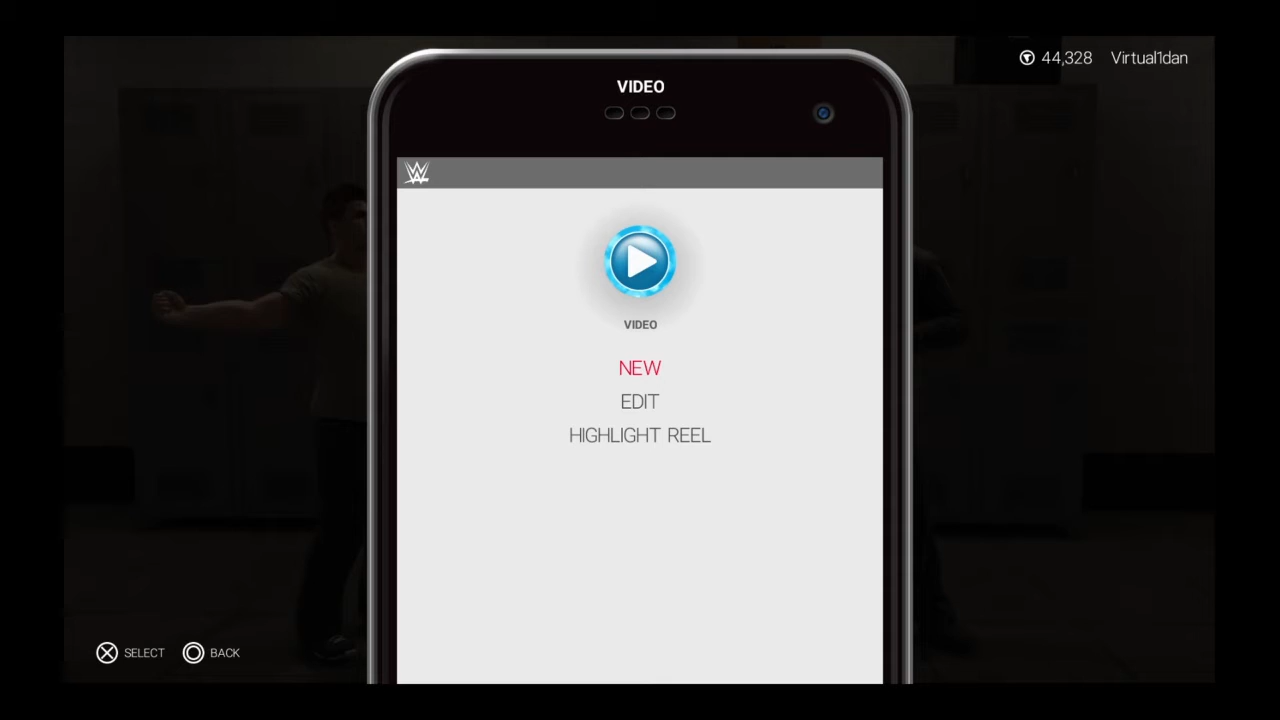 VIDEO
44,328 Virtual1dan
W
VIDEO
NEW
EDIT
HIGHLIGHT REEL
SELECT BACK